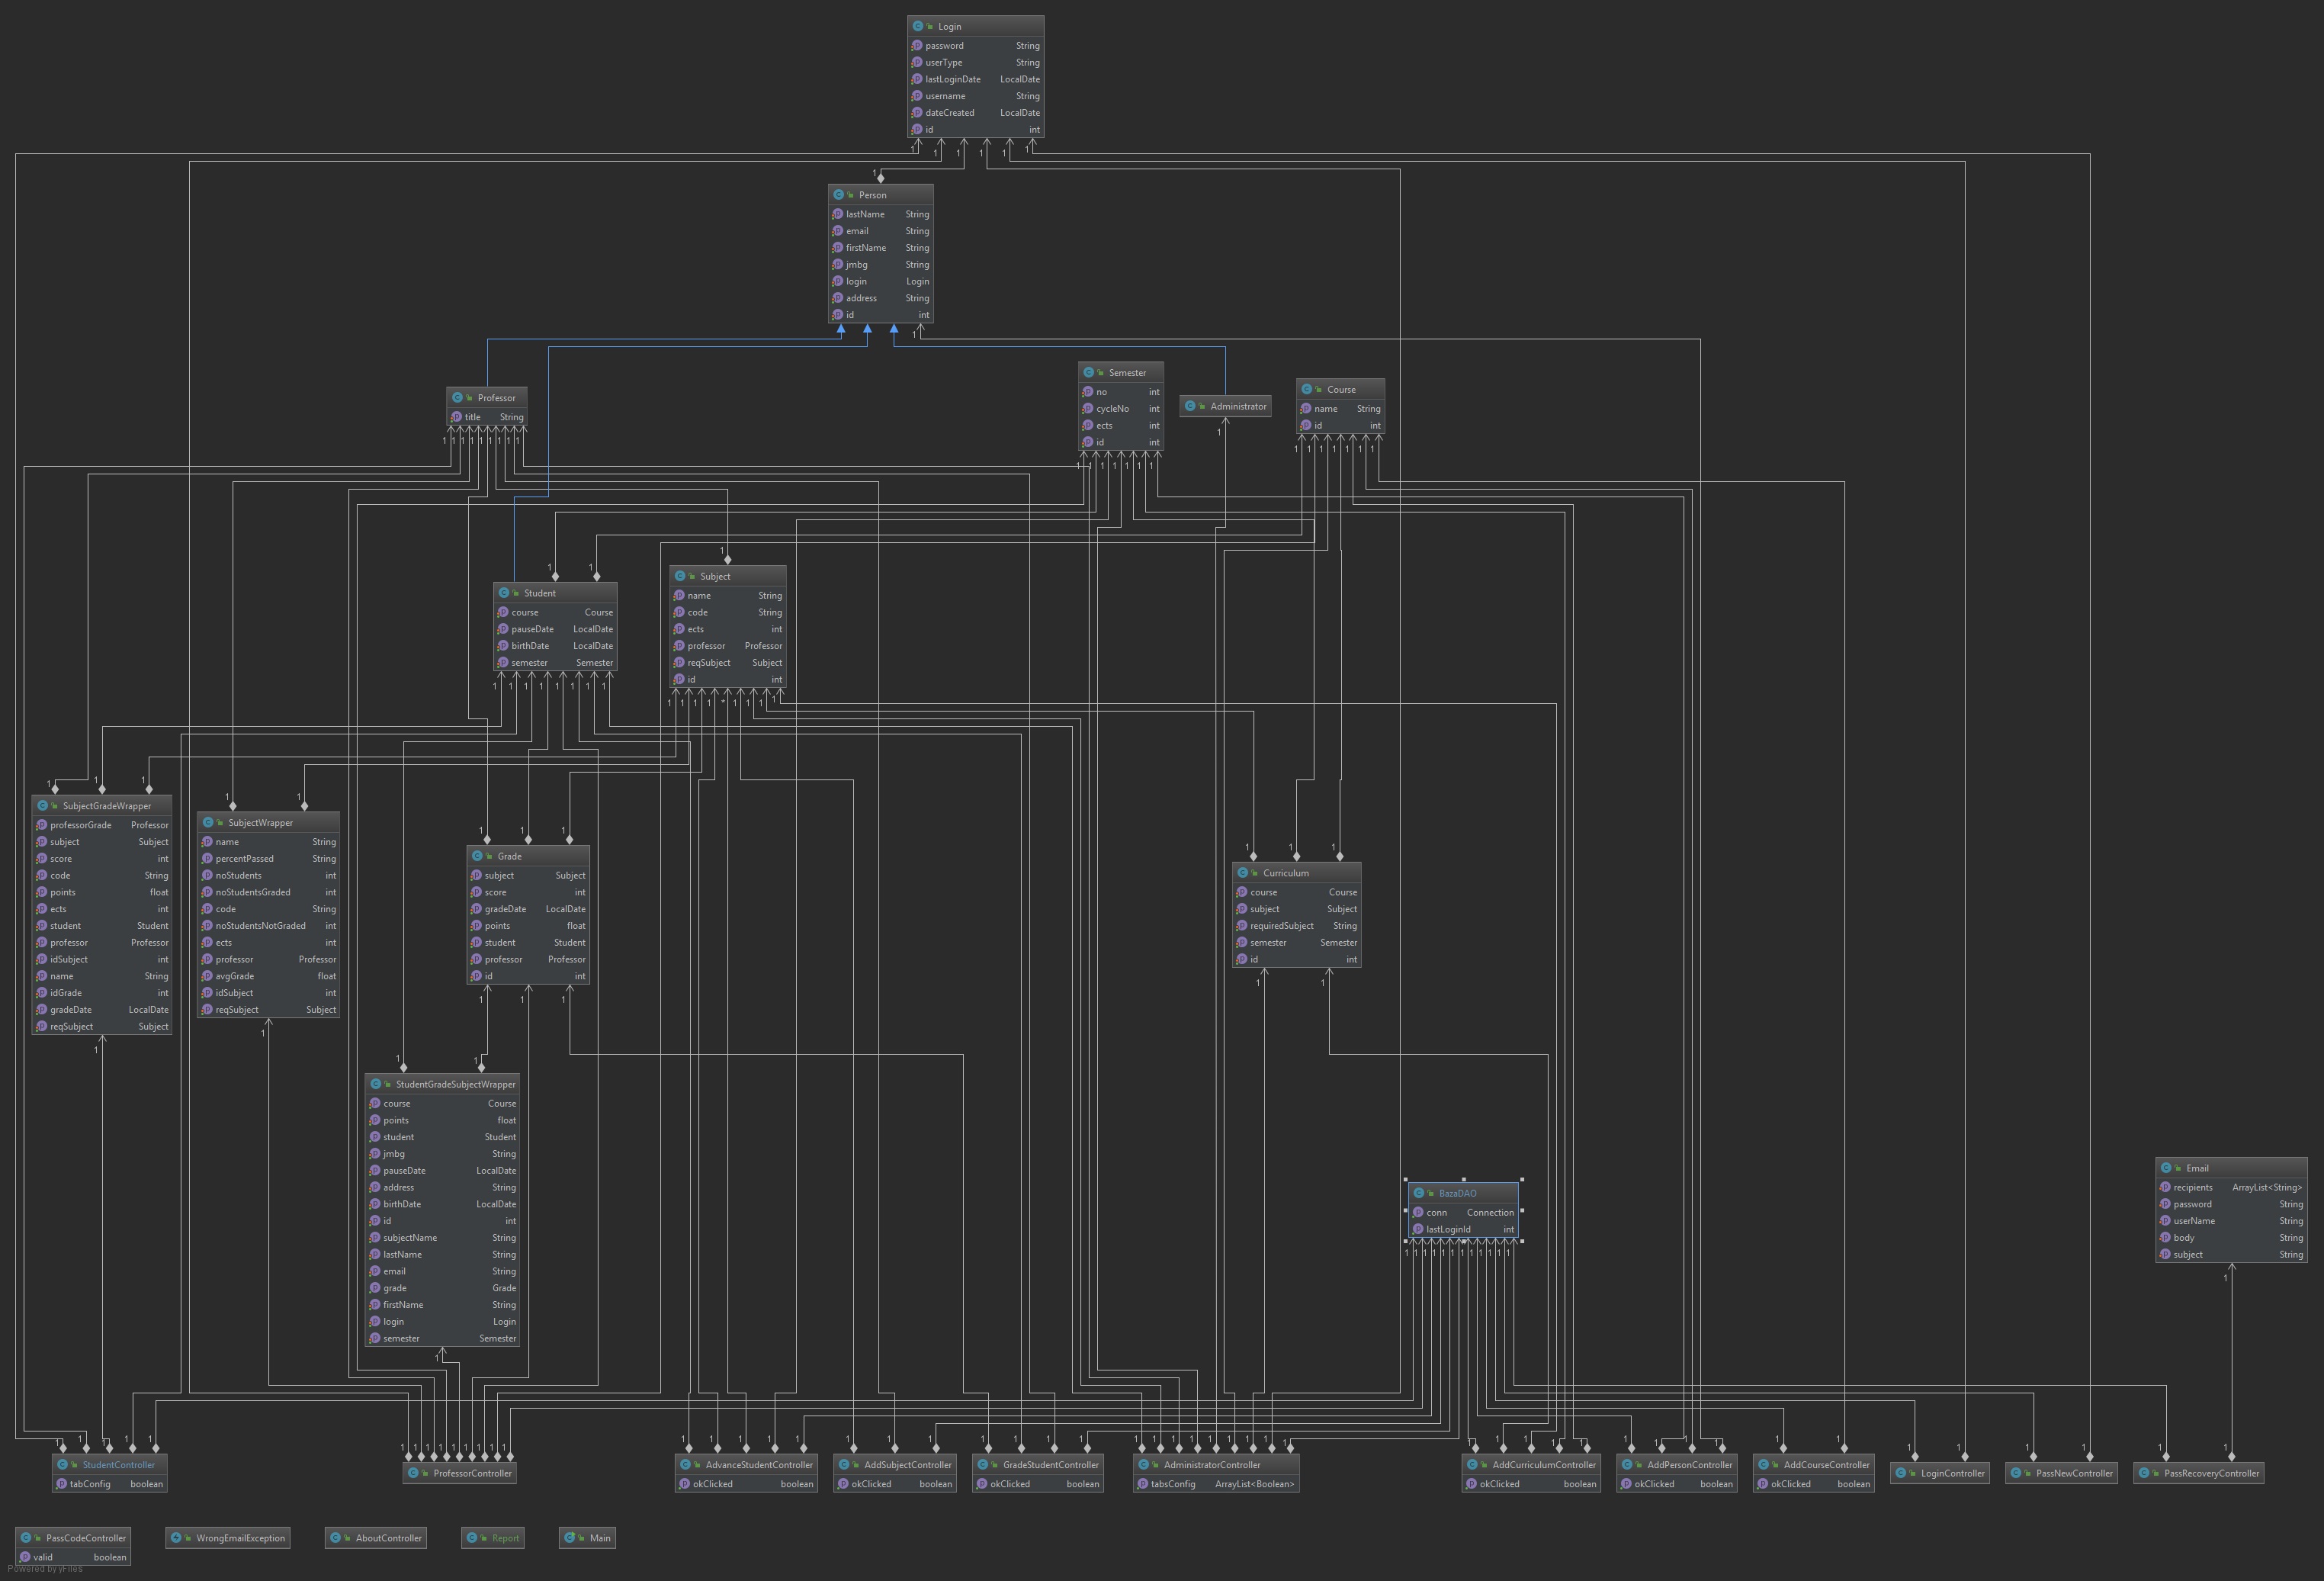 Login
password String
userType String
lastLoginDate LocalDate
username String
dateCreated LocalDate
id int
Person
lastName String
email String
firstName String
jmbg String
login Login
address String
id int
Professor
title String
Semester
no int
cycleNo int
ects int
id int
Administrator
Course
name String
id int
Student
course Course
pauseDate LocalDate
birthDate LocalDate
semester Semester
Subject
name String
code String
ects int
professor Professor
reqSubject Subject
id int
SubjectGradeWrapper
professorGrade Professor
subject Subject
score int
code String
points float
ects int
student Student
professor Professor
idSubject int
name String
idGrade int
gradeDate LocalDate
reqSubject Subject
SubjectWrapper
name String
percentPassed String
noStudents int
noStudentsGraded int
code String
noStudentsNotGraded int
ects int
professor Professor
avgGrade float
idSubject int
reqSubject Subject
Grade
subject Subject
score int
gradeDate LocalDate
points float
student Student
professor Professor
id int
Curriculum
course Course
subject Subject
requiredSubject String
semester Semester
id int
StudentGradeSubjectWrapper
course Course
points float
student Student
jmbg String
pauseDate LocalDate
address String
birthDate LocalDate
id int
subjectName String
lastName String
email String
grade Grade
firstName String
login Login
semester Semester
BazaDAO
conn Connection
lastLoginId int
Email
recipients ArrayList<String>
password String
userName String
body String
subject String
StudentController
tabConfig boolean
ProfessorController
AdvanceStudentController
okClicked boolean
AddSubjectController
okClicked boolean
GradeStudentController
okClicked boolean
AdministratorController
tabsConfig ArrayList<Boolean>
AddCurriculumController
okClicked boolean
AddPersonController
okClicked boolean
AddCourseController
okClicked boolean
LoginController
PassNewController
PassRecoveryController
PassCodeController
valid boolean
WrongEmailException
AboutController
Report
Main
Powered by yFiles